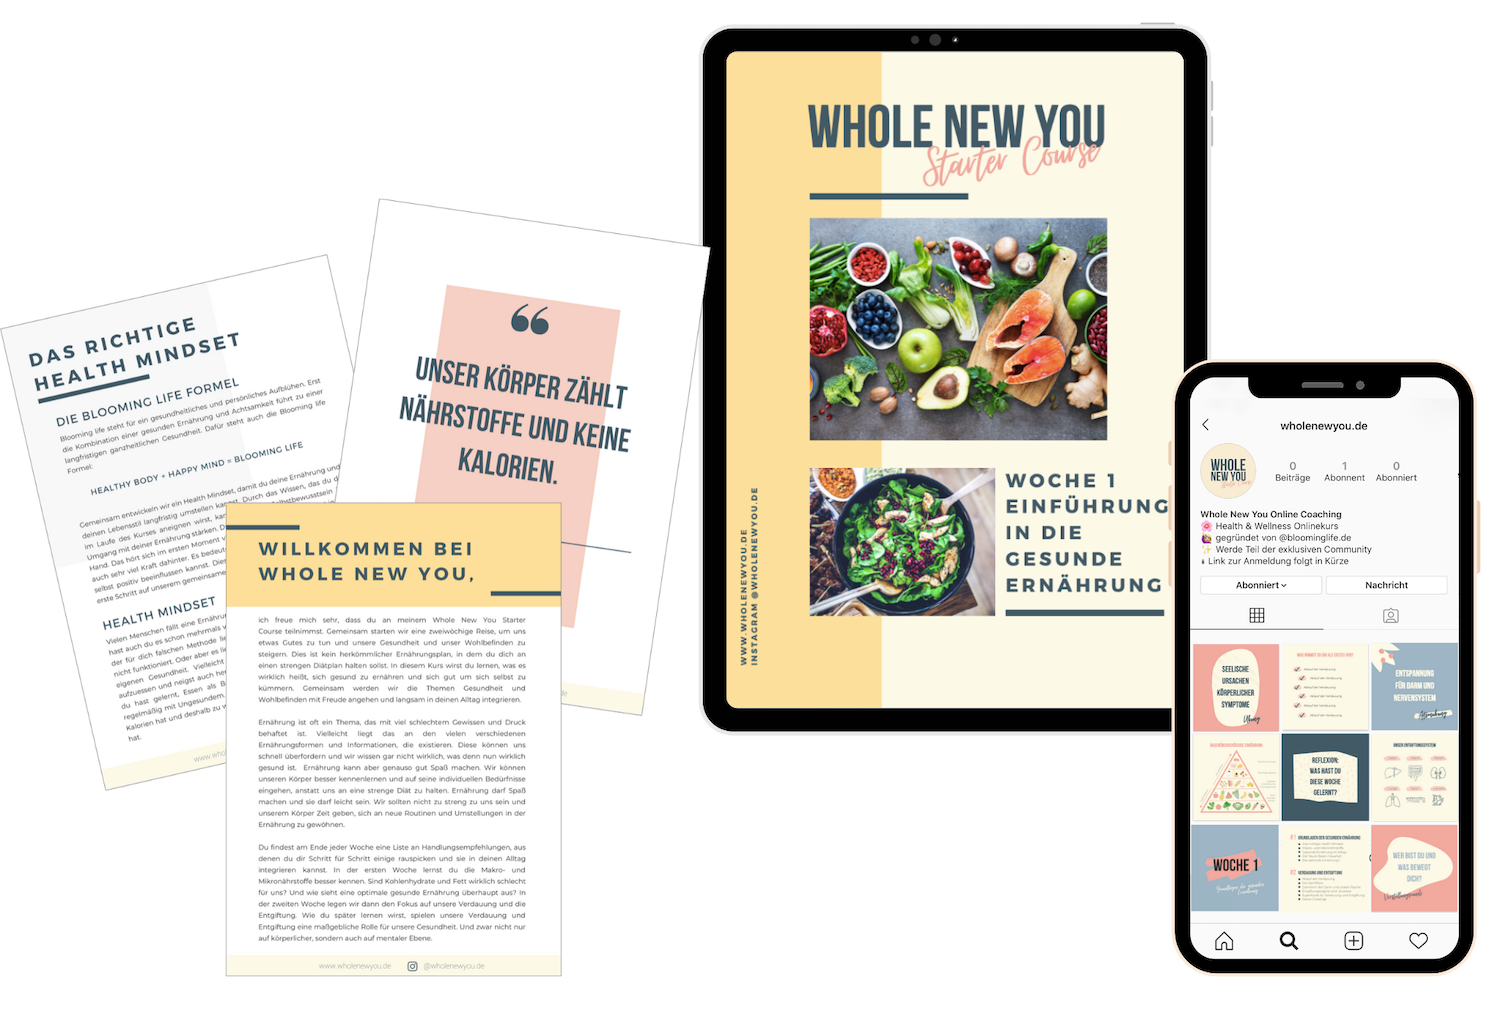 DAS RICHTIGE
HEALTH MINDSET
DIE BLOOMING LIFE FORMEL
Blooming life steht für ein gesundheitliches und persönliches Aufblühen. Erst
die Kombination einer gesunden Ernährung und Achtsamkeit führt zu einer
langfristigen ganzheitlichen Gesundheit. Dafür steht auch die Blooming life
Formel:
HEALTHY BODY + HAPPY MIND = BLOOMING LIFE
Gemeinsam entwickeln wir ein Health Mindset, damit du deine Ernährung und
deinen Lebensstil langfristig umstellen
Durch das Wissen, das du
im Laufe des Kurses aneignen wirst,
Umgang mit deiner Ernährung stärken.
Hand. Das hört sich im ersten Moment
auch sehr viel Kraft dahinter. Es
selbst positiv beeinflussen kannst.
erste Schritt auf unserem
HEALTH MINDSET
Vielen Menschen fällt eine
hast auch du es schon mehrmals
der für dich falschen Methode
nicht funktioniert. Oder aber es
eigenen Gesundheit. Vielleicht
aufzuessen und neigst auch
du hast gelernt, Essen als
regelmäßig mit Ungesundem.
Kalorien hat und deshalb zu
hat.
UNSER KÖRPER ZÄHLT
NÄHRSTOFFE UND KEINE
KALORIEN.
WILLKOMMEN BEI
WHOLE NEW YOU,
ich freue mich sehr, dass du an meinem Whole New You Starter
Course teilnimmst. Gemeinsam starten wir eine zweiwöchige Reise, um uns
etwas Gutes zu tun und unsere Gesundheit und unser Wohlbefinden zu
steigern. Dies ist kein herkömmlicher Ernährungsplan, in dem du dich an
einen strengen Diätplan halten sollst. In diesem Kurs wirst du lernen, was es
wirklich heißt, sich gesund zu ernähren und sich gut um sich selbst zu
kümmern. Gemeinsam werden wir die Themen Gesundheit und
Wohlbefinden mit Freude angehen und langsam in deinen Alltag integrieren.
Ernährung ist oft ein Thema, das mit viel schlechtem Gewissen und Druck
behaftet ist. Vielleicht liegt das an den vielen verschiedenen
Ernährungsformen und Informationen, die existieren. Diese können uns
schnell überfordern und wir wissen gar nicht wirklich, was denn nun wirklich
gesund ist. Ernährung kann aber genauso gut Spaß machen. Wir können
unseren Körper besser kennenlernen und auf seine individuellen Bedürfnisse
eingehen, anstatt uns an eine strenge Diät zu halten. Ernährung darf Spaß
machen und sie darf leicht sein. Wir sollten nicht zu streng zu uns sein und
unserem Körper Zeit geben, sich an neue Routinen und Umstellungen in der
Ernährung zu gewöhnen.
Du findest am Ende jeder Woche eine Liste an Handlungsempfehlungen, aus
denen du dir Schritt für Schritt einige rauspicken und sie in deinen Alltag
integrieren kannst. In der ersten Woche lernst du die Makro- und
Mikronährstoffe besser kennen. Sind Kohlenhydrate und Fett wirklich schlecht
für uns? Und wie sieht eine optimale gesunde Ernährung überhaupt aus? In
der zweiten Woche legen wir dann den Fokus auf unsere Verdauung und die
Entgiftung. Wie du später lernen wirst, spielen unsere Verdauung und
Entgiftung eine maßgebliche Rolle für unsere Gesundheit. Und zwar nicht nur
auf körperlicher, sondern auch auf mentaler Ebene.
www.wholenewyou.de @wholenewyou.de
WHOLE NEW YOU
Starter Course
WOCHE 1
EINFÜHRUNG
IN DIE
GESUNDE
ERNÄHRUNG
WWW.WHOLENEWYOU.DE
INSTAGRAM @WHOLENEWYOU.DE
wholenewyou.de
WHOLE
NEW YOU
0 1 0
Beiträge Abonnent Abonniert
Whole New You Online Coaching
Health & Wellness Onlinekurs
gegründet von @bloominglife.de
Werde Teil der exklusiven Community
Link zur Anmeldung folgt in Kürze
Abonniert Nachricht
SEELISCHE
URSACHEN
KÖRPERLICHER
SYMPTOME
Übung
ENTSPANNUNG
FÜR DARM UND
NERVENSYSTEM
REFLEXION:
WAS HAST DU
DIESE WOCHE
GELERNT?
UNSER ENTGIFTUNGSSYSTEM
WOCHE 1
Grundlagen der gesunden
Ernährung
#1 GRUNDLAGEN DER GESUNDEN ERNÄHRUNG
#2 VERDAUUNG UND ENTGIFTUNG
WER BIST DU UND
WAS BEWEGT
DICH?
Vorstellungsrunde